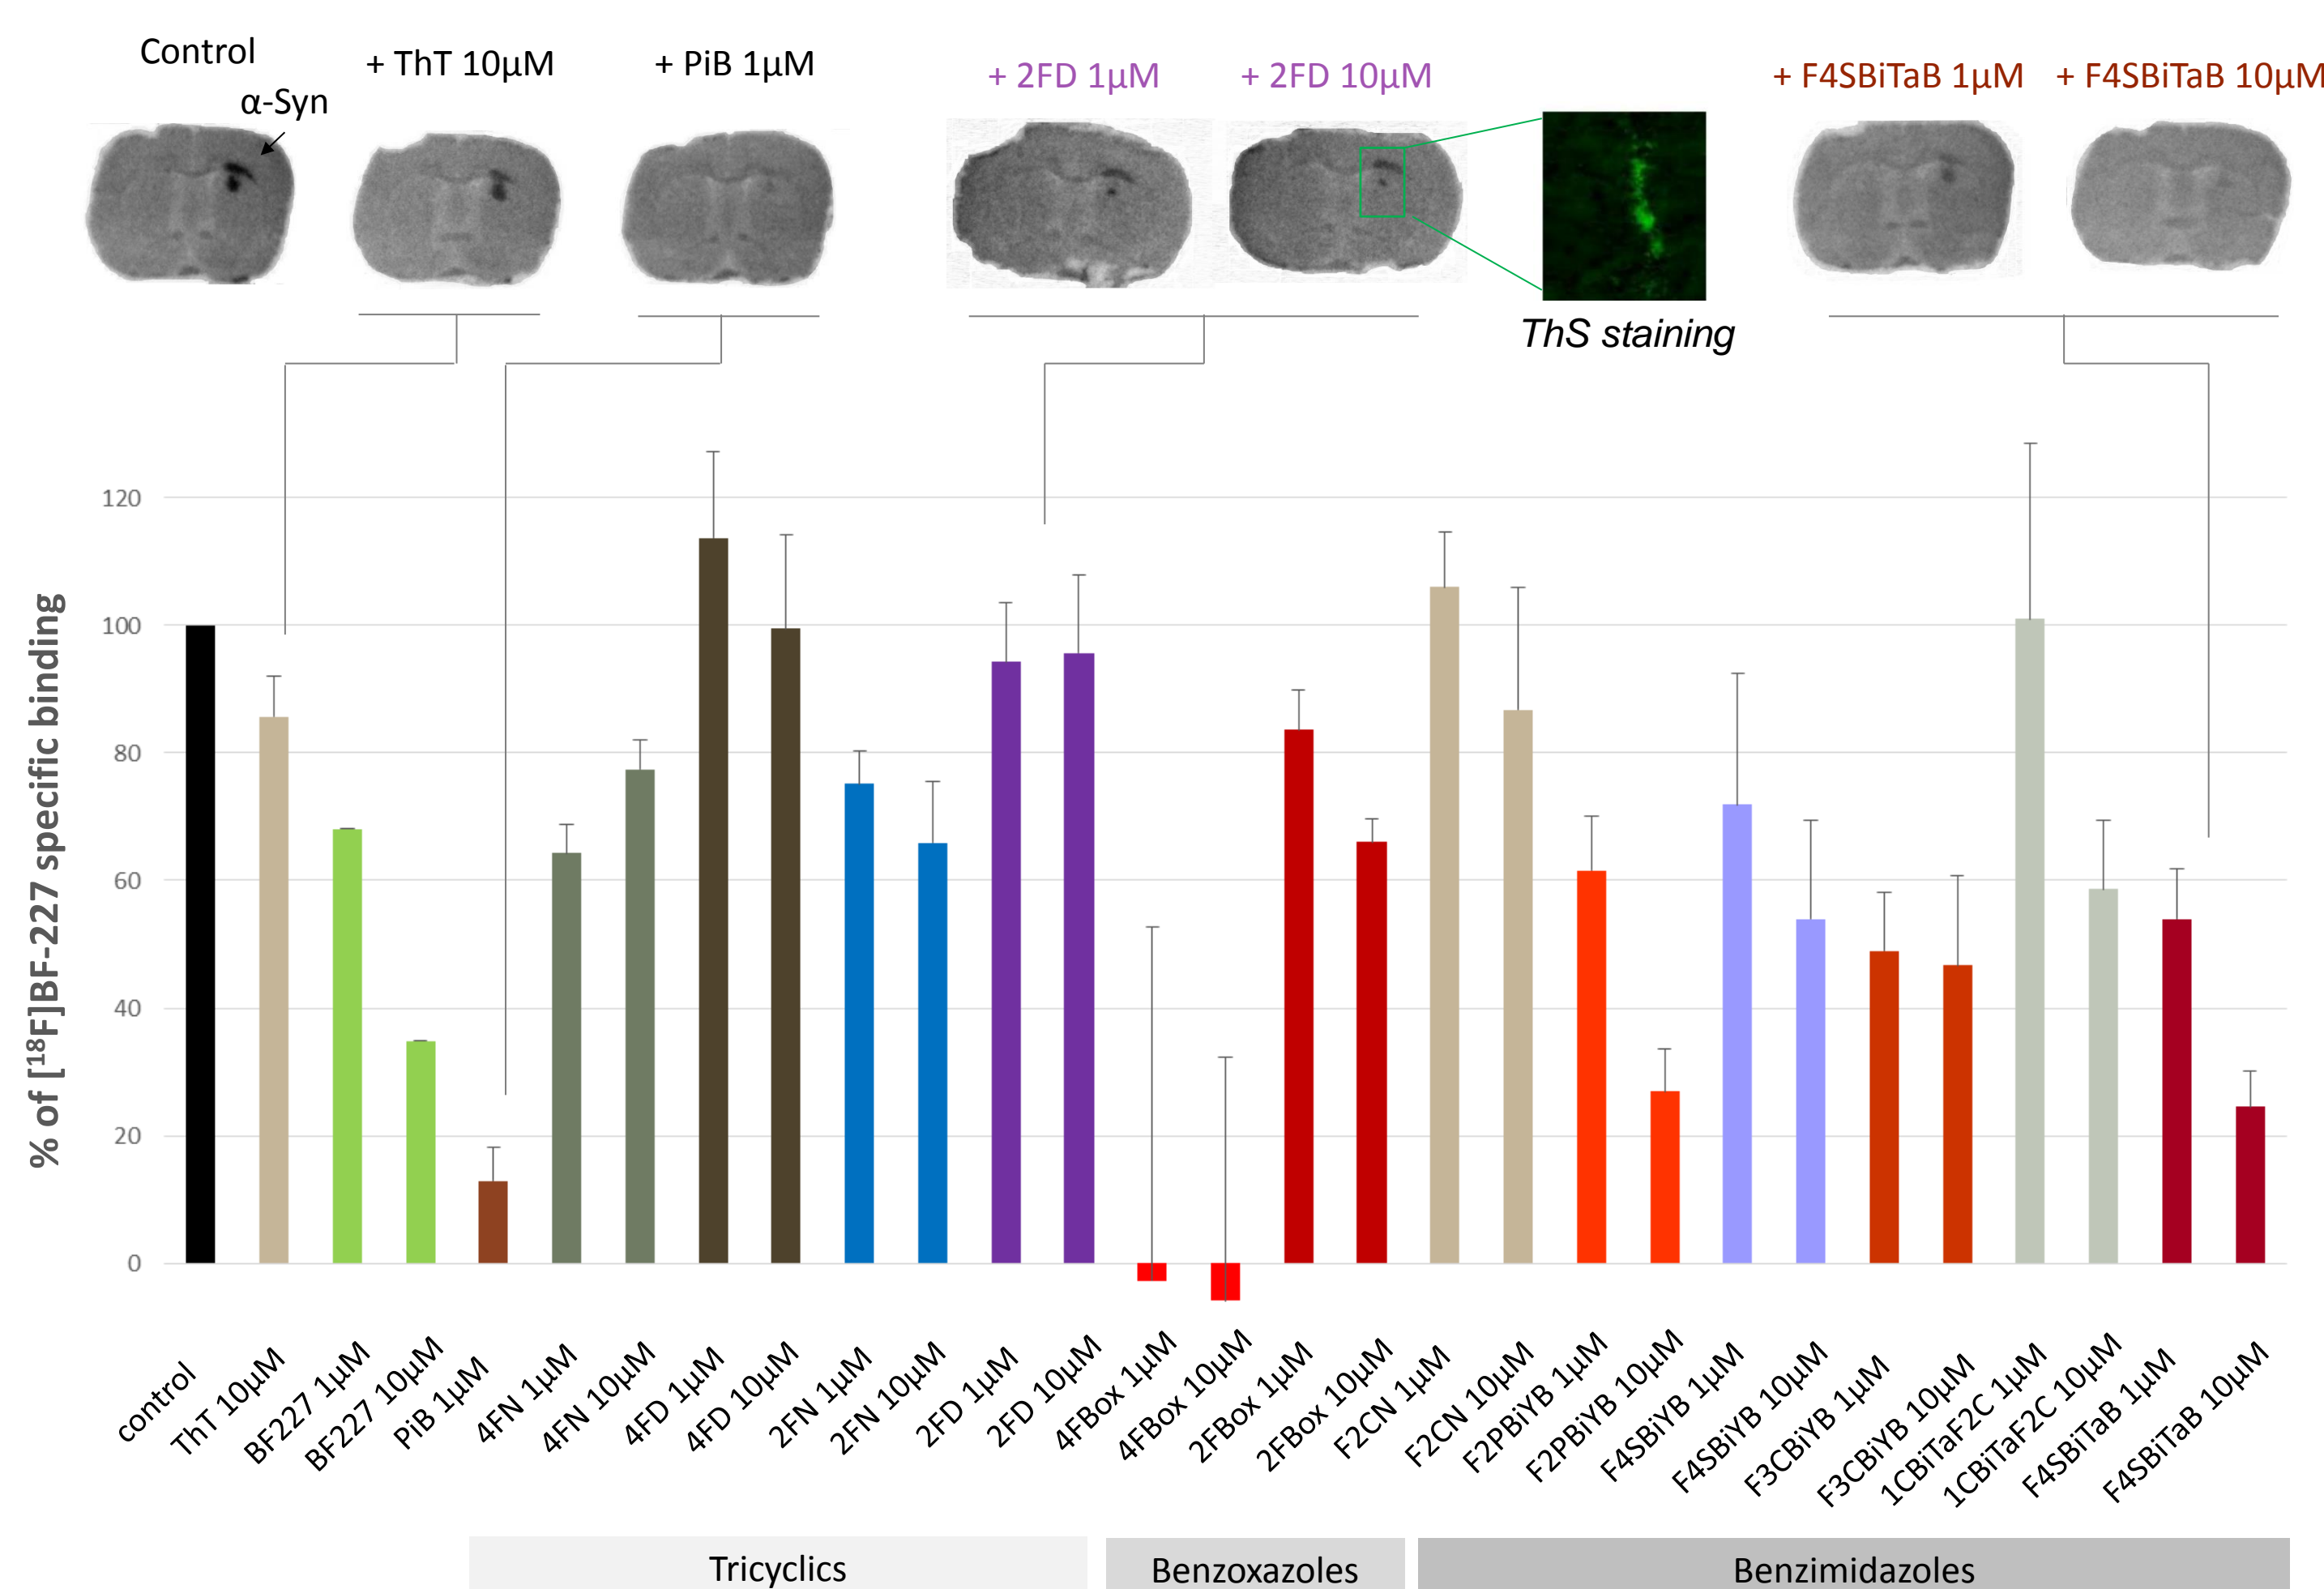 Control
α-Syn
+ ThT 10µM
+ PiB 1µM
+ 2FD 1µM
+ 2FD 10µM
+ F4SBiTaB 1µM
+ F4SBiTaB 10µM
ThS staining
% of [¹⁸F]BF-227 specific binding
120
100
80
60
40
20
0
control
ThT 10µM
BF227 1µM
BF227 10µM
PiB 1µM
4FN 1µM
4FN 10µM
4FD 1µM
4FD 10µM
2FN 1µM
2FN 10µM
2FD 1µM
2FD 10µM
4FBox 1µM
4FBox 10µM
2FBox 1µM
2FBox 10µM
F2CN 1µM
F2CN 10µM
F2PBiYB 1µM
F2PBiYB 10µM
F4SBiYB 1µM
F4SBiYB 10µM
F3CBiYB 1µM
F3CBiYB 10µM
1CBiTaF2C 1µM
1CBiTaF2C 10µM
F4SBiTaB 1µM
F4SBiTaB 10µM
Tricyclics
Benzoxazoles
Benzimidazoles